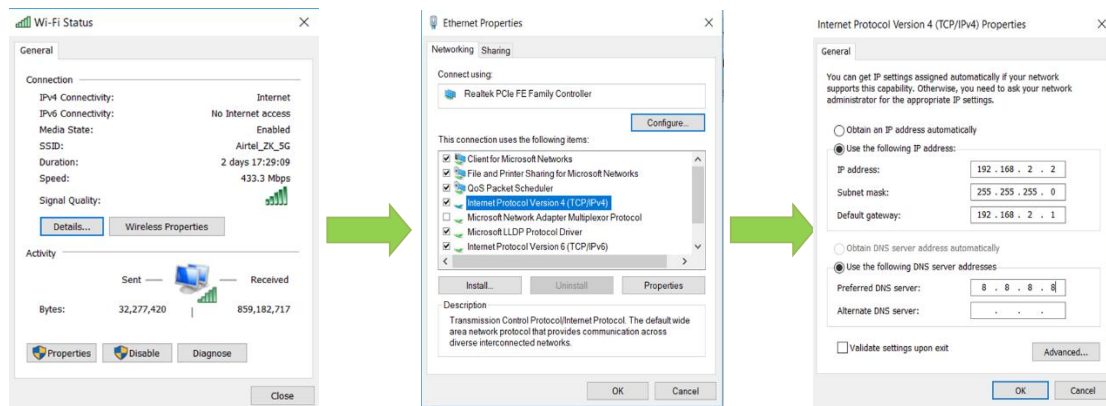 Wi-Fi Status
General
Connection
IPv4 Connectivity: Internet
IPv6 Connectivity: No Internet access
Media State: Enabled
SSID: Airtel_ZK_5G
Duration: 2 days 17:29:09
Speed: 433.3 Mbps
Signal Quality:
Details... Wireless Properties
Activity
Sent Received
Bytes: 32,277,420 859,182,717
Properties Disable Diagnose
Close
Ethernet Properties
Networking Sharing
Connect using:
Realtek PCIe FE Family Controller
Configure...
This connection uses the following items:
Client for Microsoft Networks
File and Printer Sharing for Microsoft Networks
QoS Packet Scheduler
Internet Protocol Version 4 (TCP/IPv4)
Microsoft Network Adapter Multiplexor Protocol
Microsoft LLDP Protocol Driver
Internet Protocol Version 6 (TCP/IPv6)
Install... Uninstall Properties
Description
Transmission Control Protocol/Internet Protocol. The default wide
area network protocol that provides communication across
diverse interconnected networks.
OK Cancel
Internet Protocol Version 4 (TCP/IPv4) Properties
General
You can get IP settings assigned automatically if your network
supports this capability. Otherwise, you need to ask your network
administrator for the appropriate IP settings.
Obtain an IP address automatically
Use the following IP address:
IP address: 192 . 168 . 2 . 2
Subnet mask: 255 . 255 . 255 . 0
Default gateway: 192 . 168 . 2 . 1
Obtain DNS server address automatically
Use the following DNS server addresses
Preferred DNS server: 8 . 8 . 8 . 8
Alternate DNS server: . . .
Validate settings upon exit
Advanced...
OK Cancel